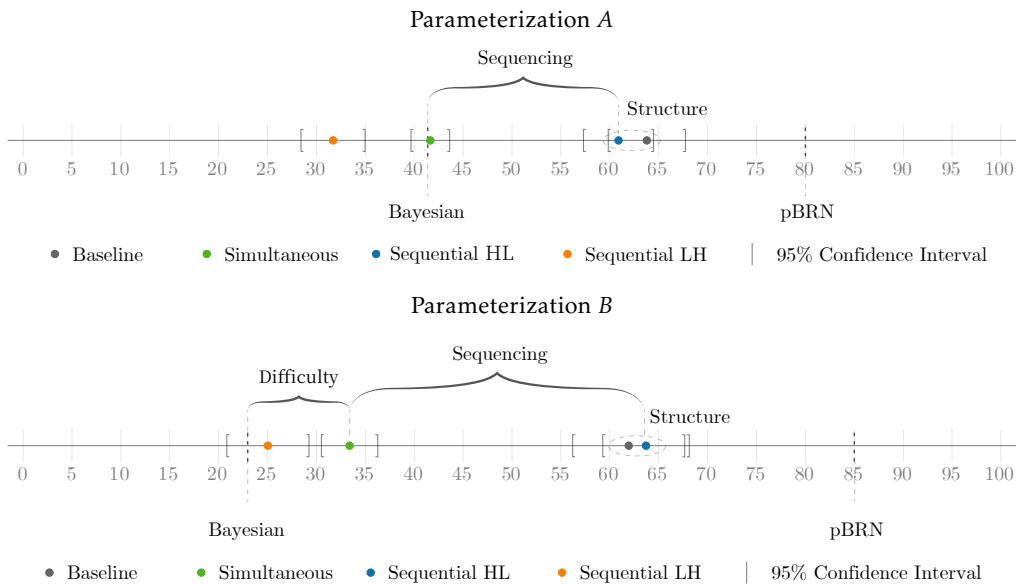 Parameterization A
Sequencing
Structure
0 5 10 15 20 25 30 35 40 45 50 55 60 65 70 75 80 85 90 95 100
Bayesian pBRN
Baseline Simultaneous Sequential HL Sequential LH 95% Confidence Interval
Parameterization B
Sequencing
Difficulty
Structure
0 5 10 15 20 25 30 35 40 45 50 55 60 65 70 75 80 85 90 95 100
Bayesian pBRN
Baseline Simultaneous Sequential HL Sequential LH 95% Confidence Interval